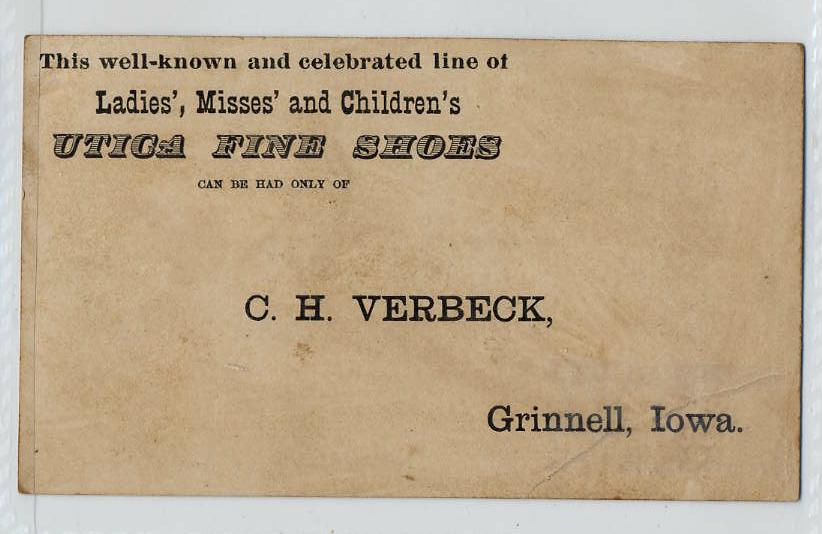 This well-known and celebrated line of
Ladies', Misses' and Children's
UTICA FINE SHOES
CAN BE HAD ONLY OF
C. H. VERBECK,
Grinnell, Iowa.